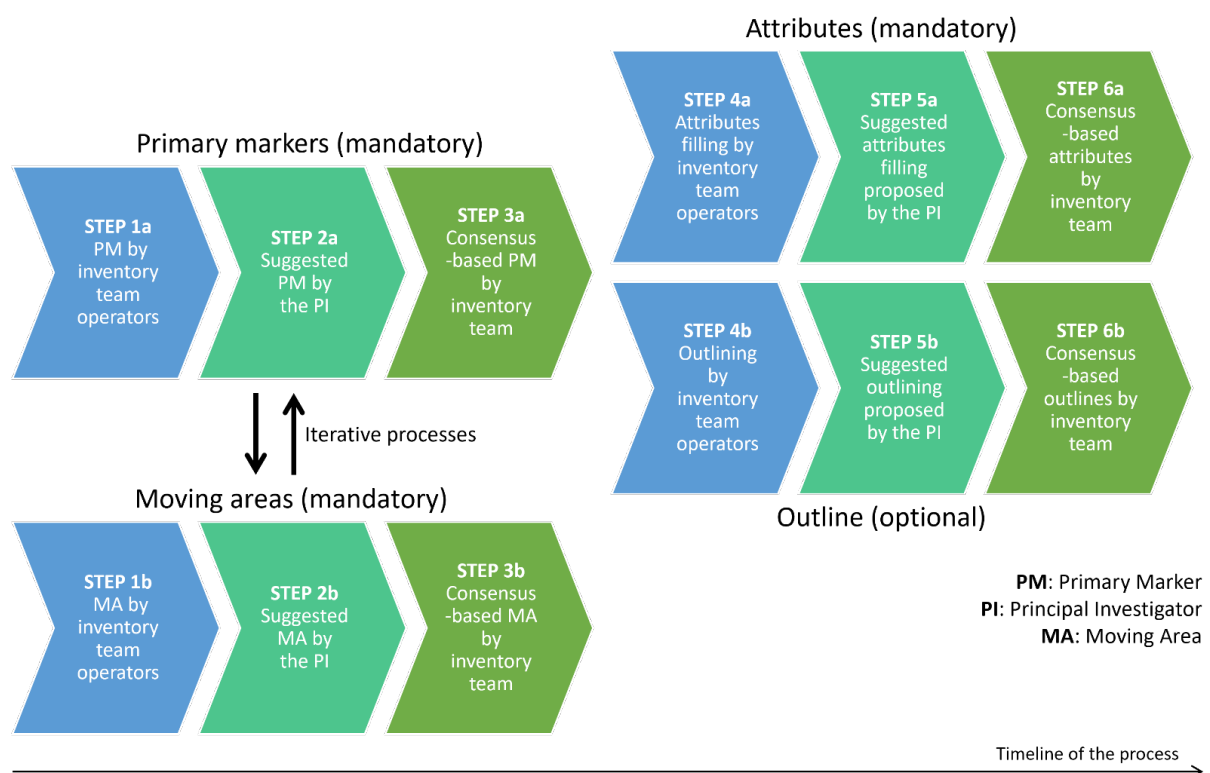 Primary markers (mandatory)
STEP 1a
PM by
inventory
team
operators
STEP 2a
Suggested
PM by
the PI
STEP 3a
Consensus
-based PM
by
inventory
team
Iterative processes
Moving areas (mandatory)
STEP 1b
MA by
inventory
team
operators
STEP 2b
Suggested
MA by
the PI
STEP 3b
Consensus
-based MA
by
inventory
team
Attributes (mandatory)
STEP 4a
Attributes
filling by
inventory
team
operators
STEP 5a
Suggested
attributes
filling
proposed
by the PI
STEP 6a
Consensus
-based
attributes
by
inventory
team
STEP 4b
Outlining
by
inventory
team
operators
STEP 5b
Suggested
outlining
proposed
by the PI
STEP 6b
Consensus
-based
outlines by
inventory
team
Outline (optional)
PM: Primary Marker
PI: Principal Investigator
MA: Moving Area
Timeline of the process